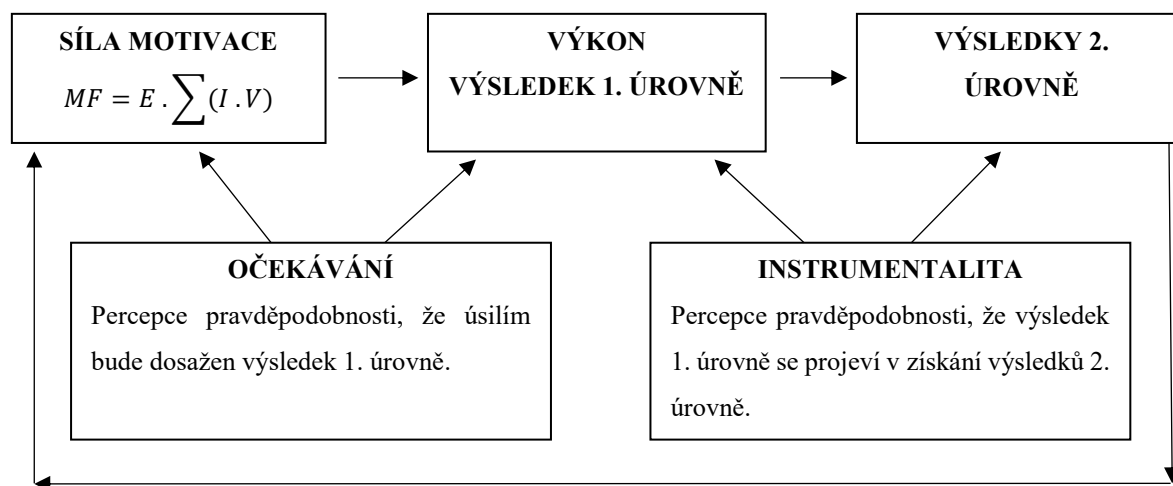 SÍLA MOTIVACE
MF = E . ∑(I . V)
VÝKON
VÝSLEDEK 1. ÚROVNĚ
VÝSLEDKY 2.
ÚROVNĚ
OČEKÁVÁNÍ
Percepce pravděpodobnosti, že úsilím
bude dosažen výsledek 1. úrovně.
INSTRUMENTALITA
Percepce pravděpodobnosti, že výsledek
1. úrovně se projeví v získání výsledků 2.
úrovně.